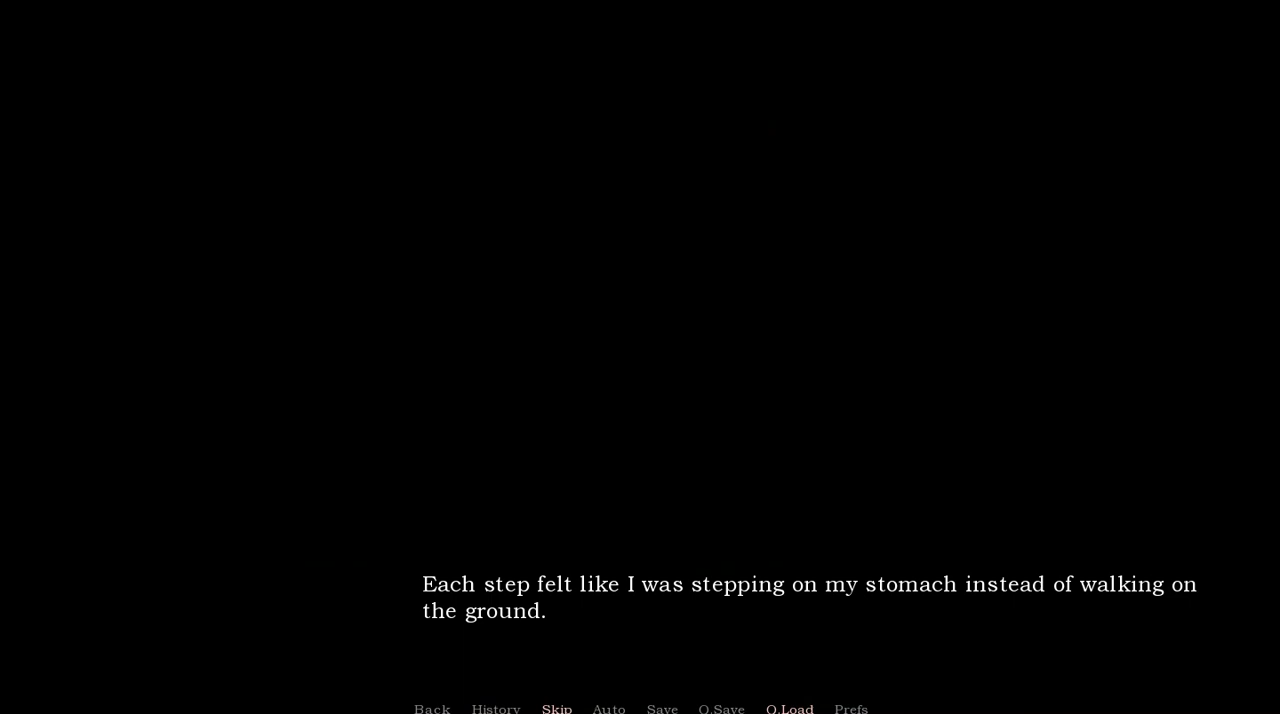 Each step felt like I was stepping on my stomach instead of walking on
the ground.
Back History Skip Auto Save Q.Save Q.Load Prefs